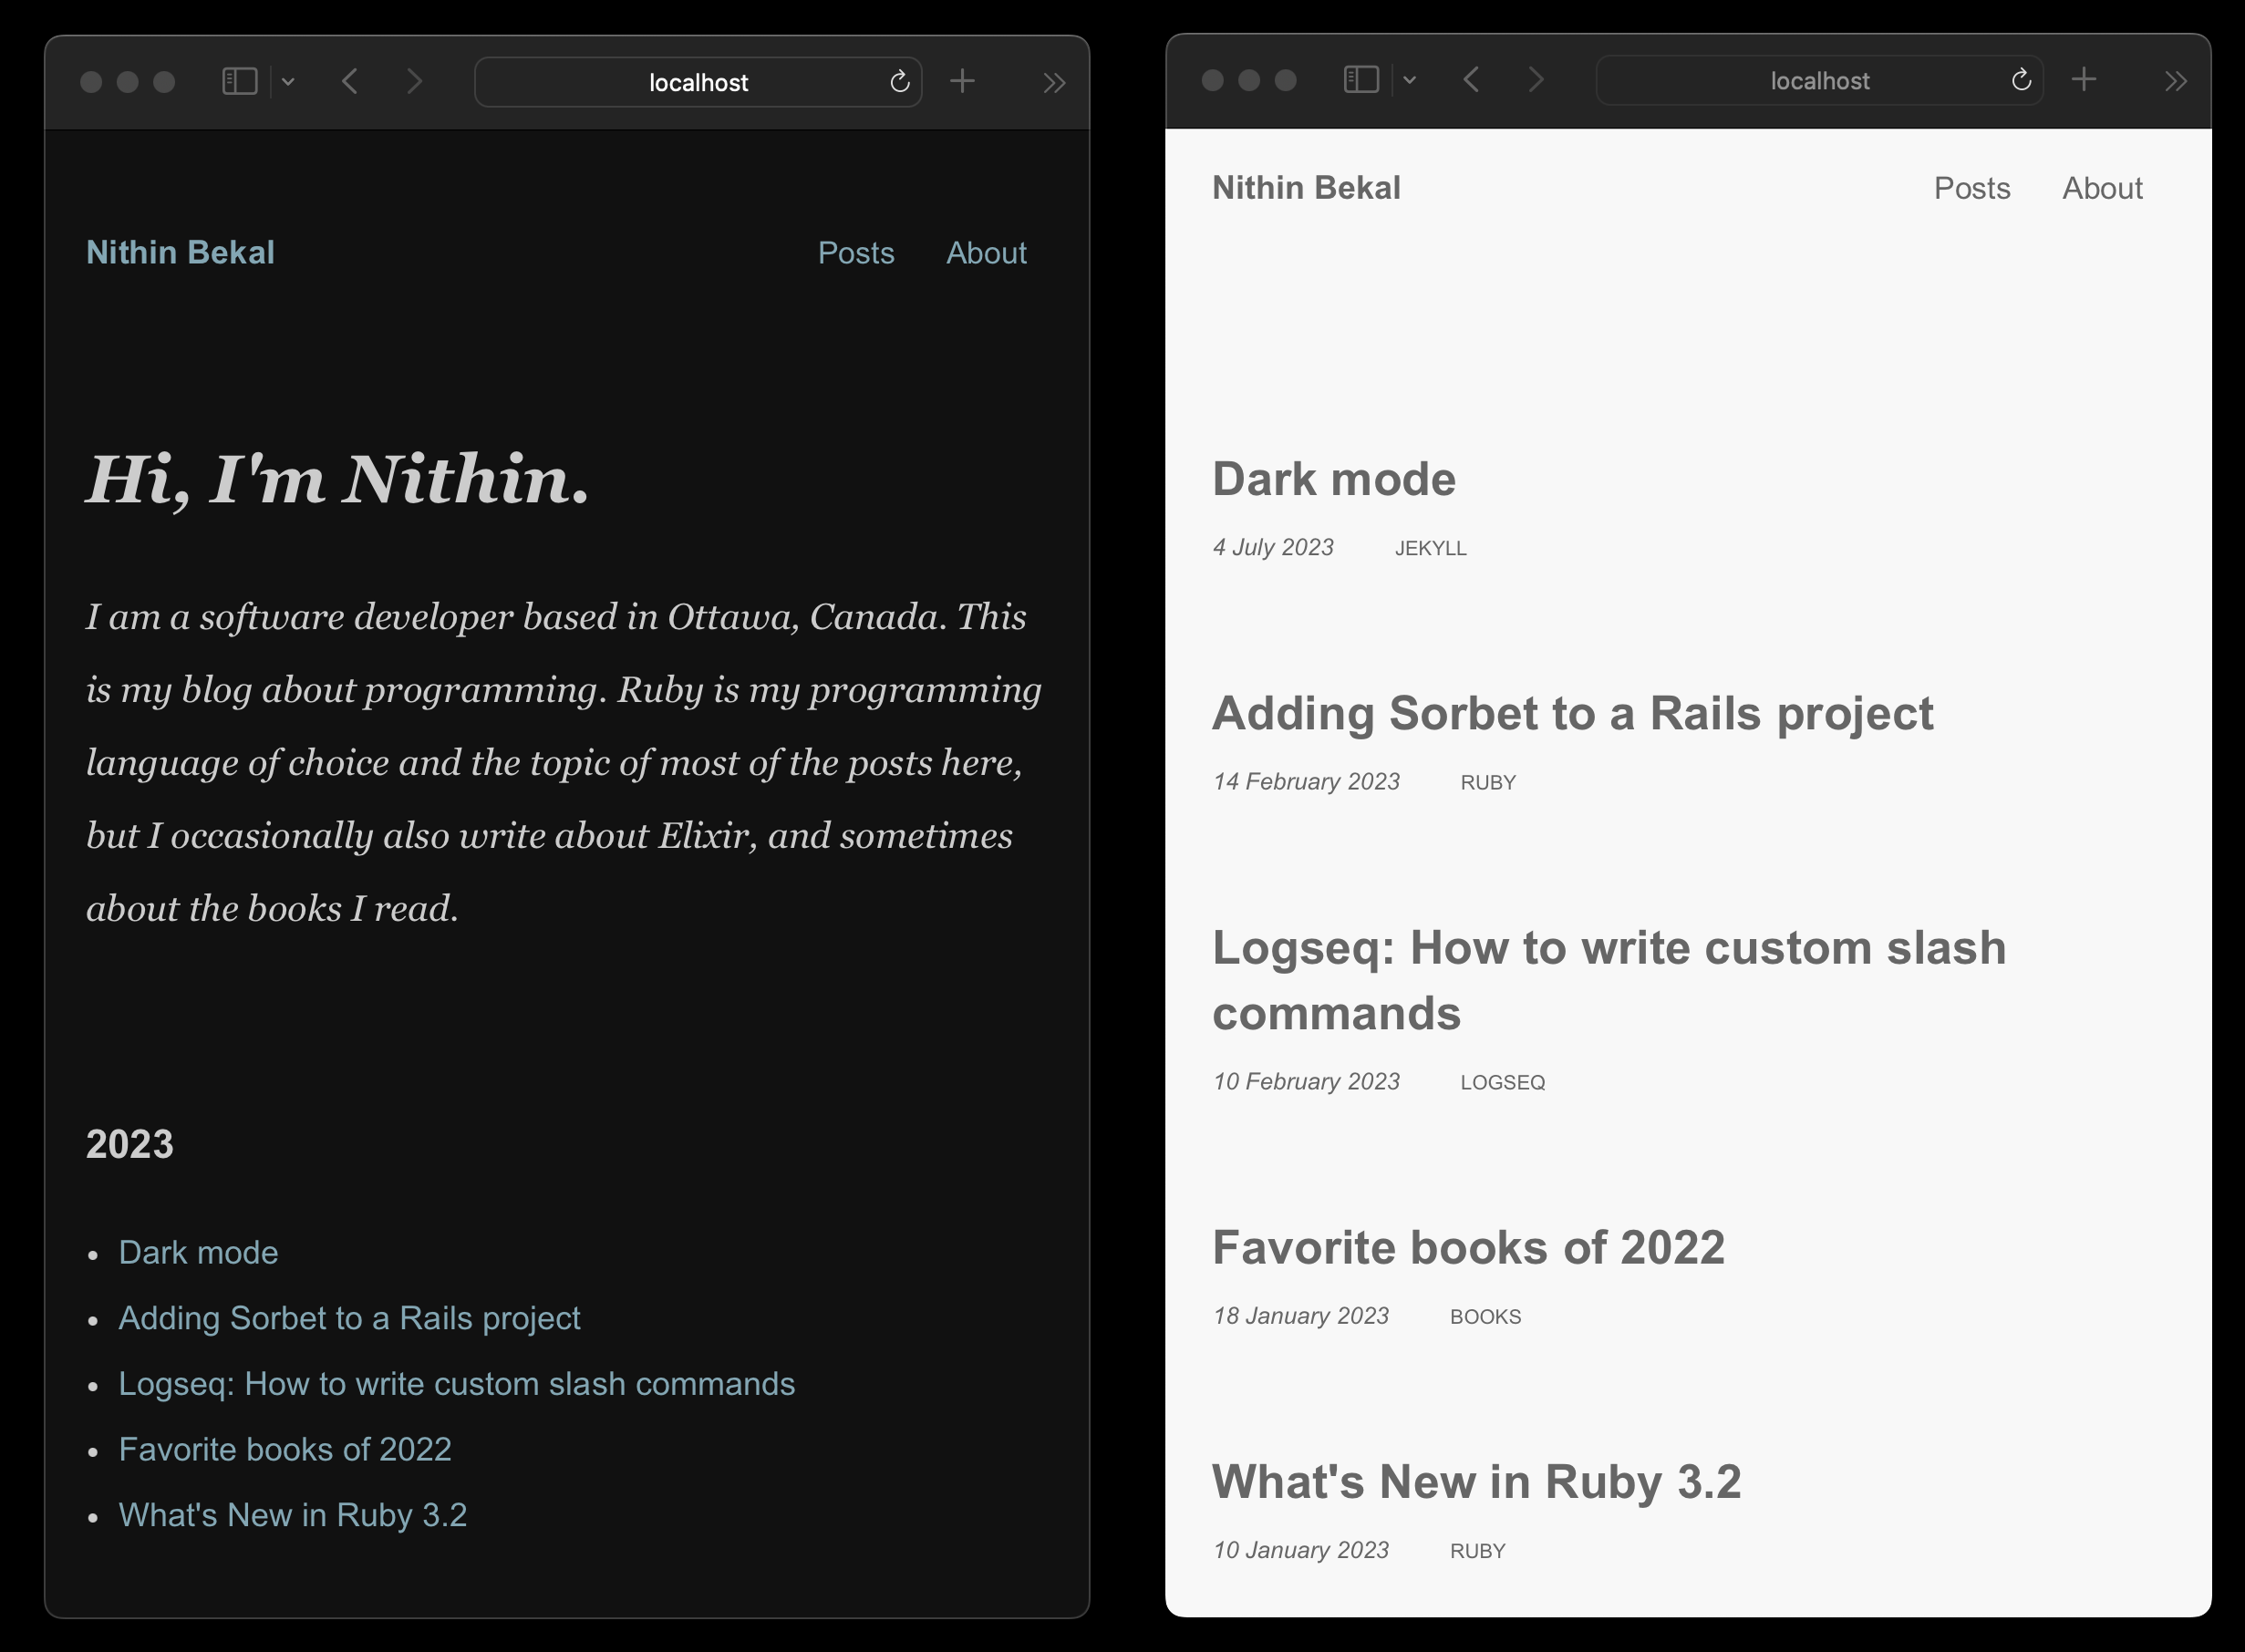 localhost
Nithin Bekal
Posts
About
Hi, I'm Nithin.
I am a software developer based in Ottawa, Canada. This
is my blog about programming. Ruby is my programming
language of choice and the topic of most of the posts here,
but I occasionally also write about Elixir, and sometimes
about the books I read.
2023
• Dark mode
• Adding Sorbet to a Rails project
• Logseq: How to write custom slash commands
• Favorite books of 2022
• What's New in Ruby 3.2
localhost
Nithin Bekal
Posts
About
Dark mode
4 July 2023 JEKYLL
Adding Sorbet to a Rails project
14 February 2023 RUBY
Logseq: How to write custom slash
commands
10 February 2023 LOGSEQ
Favorite books of 2022
18 January 2023 BOOKS
What's New in Ruby 3.2
10 January 2023 RUBY